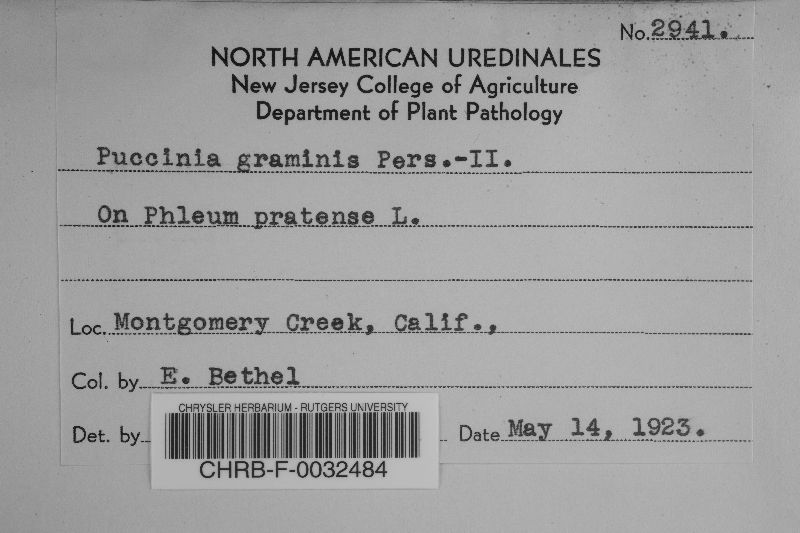 No. 2941.
NORTH AMERICAN UREDINALES
New Jersey College of Agriculture
Department of Plant Pathology
Puccinia graminis Pers.-II.
On Phleum pratense L.
Loc. Montgomery Creek, Calif.,
Col. by E. Bethel
Det. by
Date May 14, 1923.
CHRYSLER HERBARIUM - RUTGERS UNIVERSITY
CHRB-F-0032484